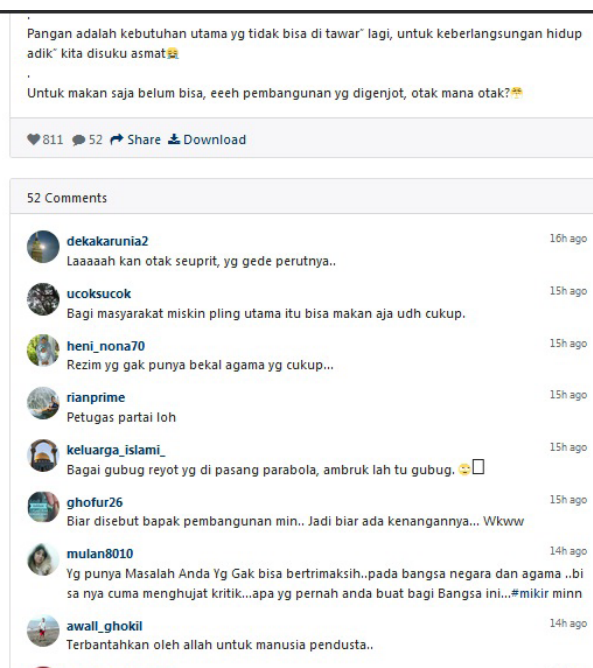 .
Pangan adalah kebutuhan utama yg tidak bisa di tawar" lagi, untuk keberlangsungan hidup
adik" kita disuku asmat😭
.
Untuk makan saja belum bisa, eeeh pembangunan yg digenjot, otak mana otak?😤
811 52 Share Download
52 Comments
dekakarunia2 16h ago
Laaaaah kan otak seuprit, yg gede perutnya..
ucoksucok 15h ago
Bagi masyarakat miskin pling utama itu bisa makan aja udh cukup.
heni_nona70 15h ago
Rezim yg gak punya bekal agama yg cukup...
rianprime 15h ago
Petugas partai loh
keluarga_islami_ 15h ago
Bagai gubug reyot yg di pasang parabola, ambruk lah tu gubug. 🙄□
ghofur26 15h ago
Biar disebut bapak pembangunan min.. Jadi biar ada kenangannya... Wkww
mulan8010 14h ago
Yg punya Masalah Anda Yg Gak bisa bertrimaksih..pada bangsa negara dan agama ..bi
sa nya cuma menghujat kritik...apa yg pernah anda buat bagi Bangsa ini...#mikir minn
awall_ghokil 14h ago
Terbantahkan oleh allah untuk manusia pendusta..